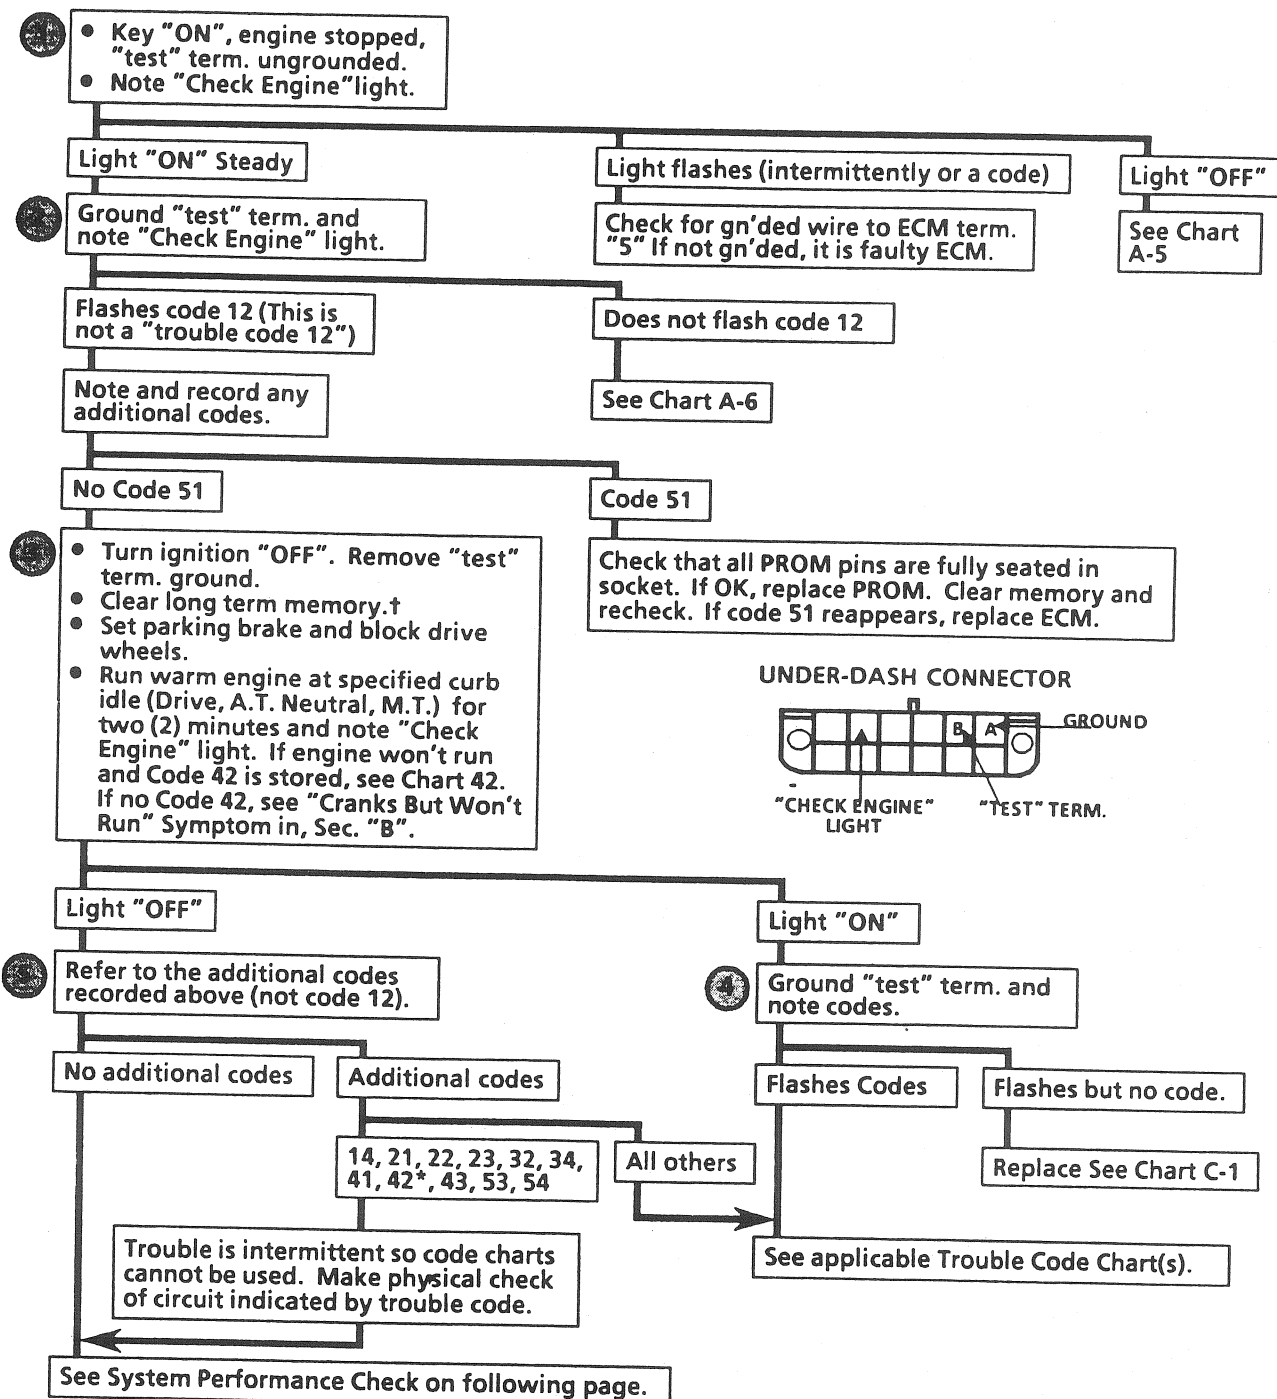 1
• Key "ON", engine stopped,
"test" term. ungrounded.
• Note "Check Engine"light.
Light "ON" Steady
Light flashes (intermittently or a code)
Light "OFF"
2
Ground "test" term. and
note "Check Engine" light.
Check for gn'ded wire to ECM term.
"5" If not gn'ded, it is faulty ECM.
See Chart
A-5
Flashes code 12 (This is
not a "trouble code 12")
Does not flash code 12
Note and record any
additional codes.
See Chart A-6
No Code 51
Code 51
• Turn ignition "OFF". Remove "test"
term. ground.
• Clear long term memory.†
• Set parking brake and block drive
wheels.
• Run warm engine at specified curb
idle (Drive, A.T. Neutral, M.T.) for
two (2) minutes and note "Check
Engine" light. If engine won't run
and Code 42 is stored, see Chart 42.
If no Code 42, see "Cranks But Won't
Run" Symptom in, Sec. "B".
Check that all PROM pins are fully seated in
socket. If OK, replace PROM. Clear memory and
recheck. If code 51 reappears, replace ECM.
UNDER-DASH CONNECTOR
A
B
A
GROUND
"CHECK ENGINE"
LIGHT
"TEST" TERM.
Light "OFF"
Light "ON"
Refer to the additional codes
recorded above (not code 12).
4
Ground "test" term. and
note codes.
No additional codes
Additional codes
Flashes Codes
Flashes but no code.
14, 21, 22, 23, 32, 34,
41, 42*, 43, 53, 54
All others
Replace See Chart C-1
Trouble is intermittent so code charts
cannot be used. Make physical check
of circuit indicated by trouble code.
See applicable Trouble Code Chart(s).
See System Performance Check on following page.